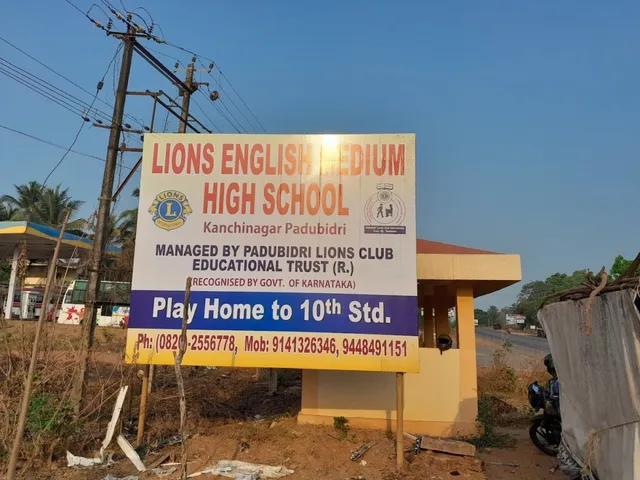 LIONS ENGLISH MEDIUM
HIGH SCHOOL
LIONS
Kanchinagar Padubidri
MANAGED BY PADUBIDRI LIONS CLUB
EDUCATIONAL TRUST (R.)
(RECOGNISED BY GOVT. OF KARNATAKA)
Play Home to 10th Std.
Ph: (0820)-2556778, Mob: 9141326346, 9448491151